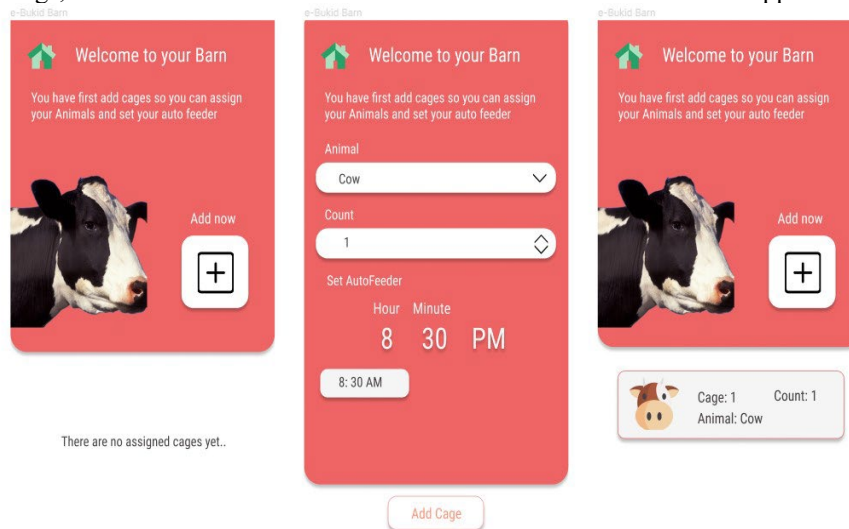 e-Bukid Barn
Welcome to your Barn
You have first add cages so you can assign
your Animals and set your auto feeder
Add now
There are no assigned cages yet..
e-Bukid Barn
Welcome to your Barn
You have first add cages so you can assign
your Animals and set your auto feeder
Animal
Cow
Count
1
Set AutoFeeder
Hour Minute
8 30 PM
8: 30 AM
Add Cage
e-Bukid Barn
Welcome to your Barn
You have first add cages so you can assign
your Animals and set your auto feeder
Add now
Cage: 1 Count: 1
Animal: Cow